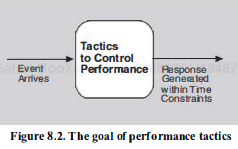 Tactics
to Control
Performance
Event
Arrives
Response
Generated
within Time
Constraints
Figure 8.2. The goal of performance tactics